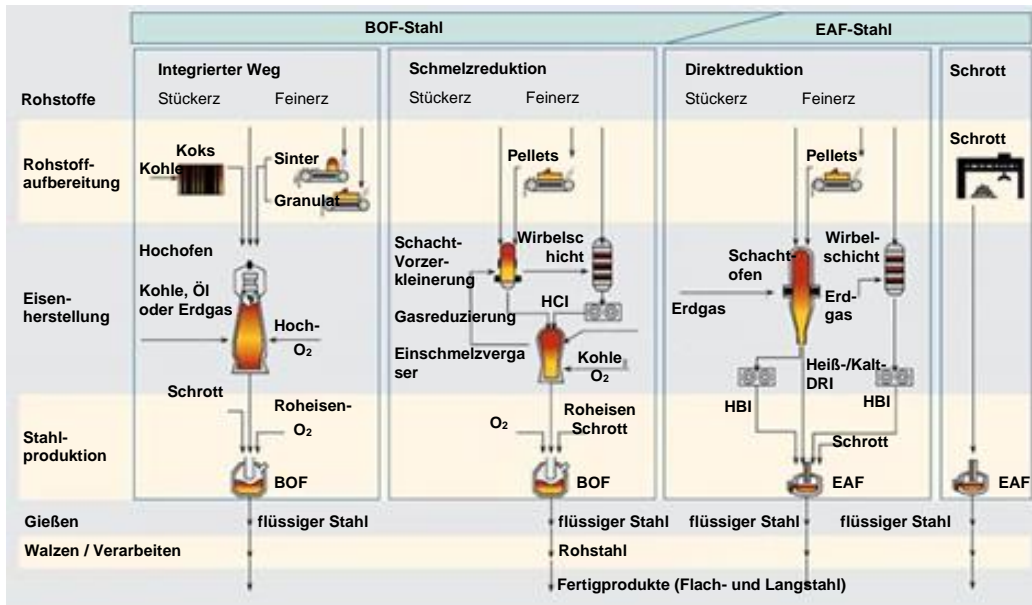 BOF-Stahl
EAF-Stahl
Integrierter Weg
Schmelzreduktion
Direktreduktion
Schrott
Rohstoffe
Stückerz
Feinerz
Stückerz
Feinerz
Stückerz
Feinerz
Rohstoff-
aufbereitung
Kohle
Koks
Sinter
Granulat
Pellets
Pellets
Schrott
Eisen-
herstellung
Hochofen
Kohle, Öl
oder Erdgas
Hoch-
O2
Schacht-
Vorzer-
kleinerung
Wirbelsc
hicht
HCI
Gasreduzierung
Einschmelzverga
ser
Kohle
O2
Schacht-
ofen
Erdgas
Wirbel-
schicht
Erd-
gas
Heiß-/Kalt-
DRI
HBI
HBI
Stahl-
produktion
Schrott
Roheisen-
O2
BOF
O2
Roheisen
Schrott
BOF
Schrott
EAF
EAF
Gießen
flüssiger Stahl
flüssiger Stahl
flüssiger Stahl
flüssiger Stahl
Walzen / Verarbeiten
Rohstahl
Fertigprodukte (Flach- und Langstahl)